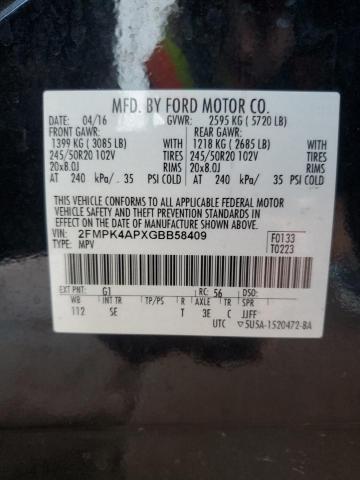 MFD. BY FORD MOTOR CO.
DATE: 04/16 GVWR: 2595 KG ( 5720 LB)
FRONT GAWR: REAR GAWR:
1399 KG ( 3085 LB) 1218 KG ( 2685 LB)
245/50R20 102V TIRES 245/50R20 102V TIRES
20x8.0J RIMS 20x8.0J RIMS
AT 240 kPa/ 35 PSI COLD AT 240 kPa/ 35 PSI COLD
THIS VEHICLE CONFORMS TO ALL APPLICABLE FEDERAL MOTOR
VEHICLE SAFETY AND BUMPER STANDARDS IN EFFECT ON THE DATE
OF MANUFACTURE SHOWN ABOVE.
VIN: 2FMPK4APXGBB58409 F0133
TYPE: MPV T0223
EXT PNT: G1 RC: 56 DSO:
WB INT TR TP/PS R AXLE TR SPR
112 SE T 3E C JJFF
UTC 5U5A-1520472-BA